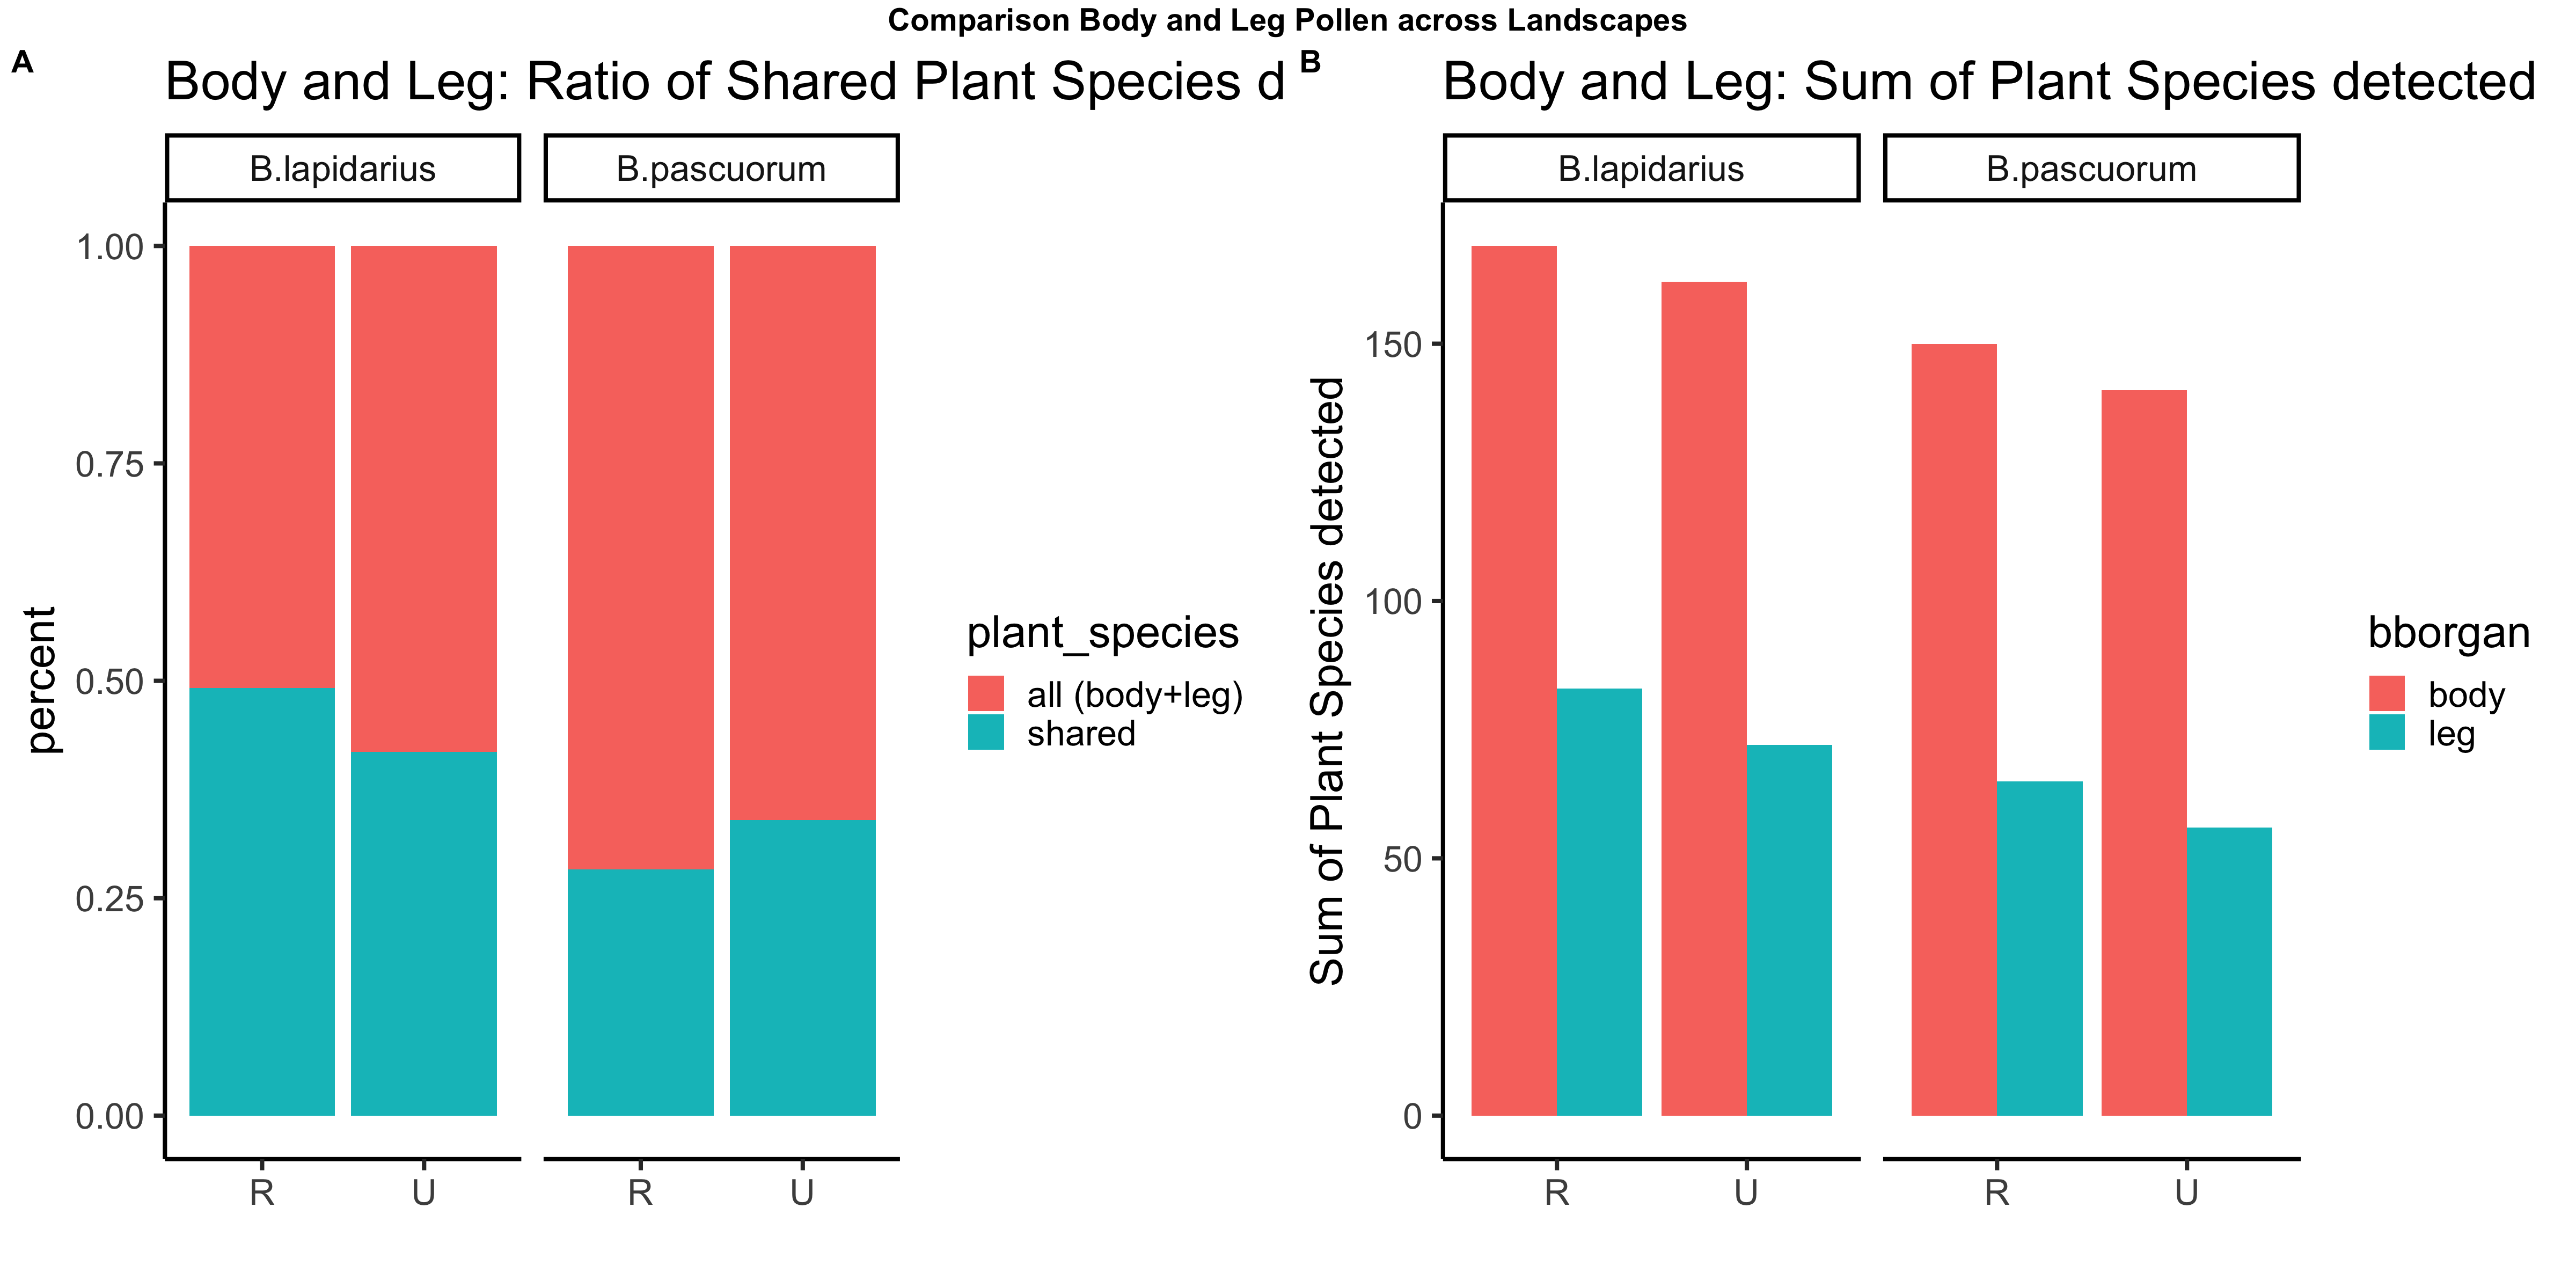 Comparison Body and Leg Pollen across Landscapes
A
Body and Leg: Ratio of Shared Plant Species d
B.lapidarius
B.pascuorum
1.00
0.75
0.50
0.25
0.00
percent
R
U
R
U
plant_species
all (body+leg)
shared
B
Body and Leg: Sum of Plant Species detected
B.lapidarius
B.pascuorum
150
100
50
0
Sum of Plant Species detected
R
U
R
U
bborgan
body
leg